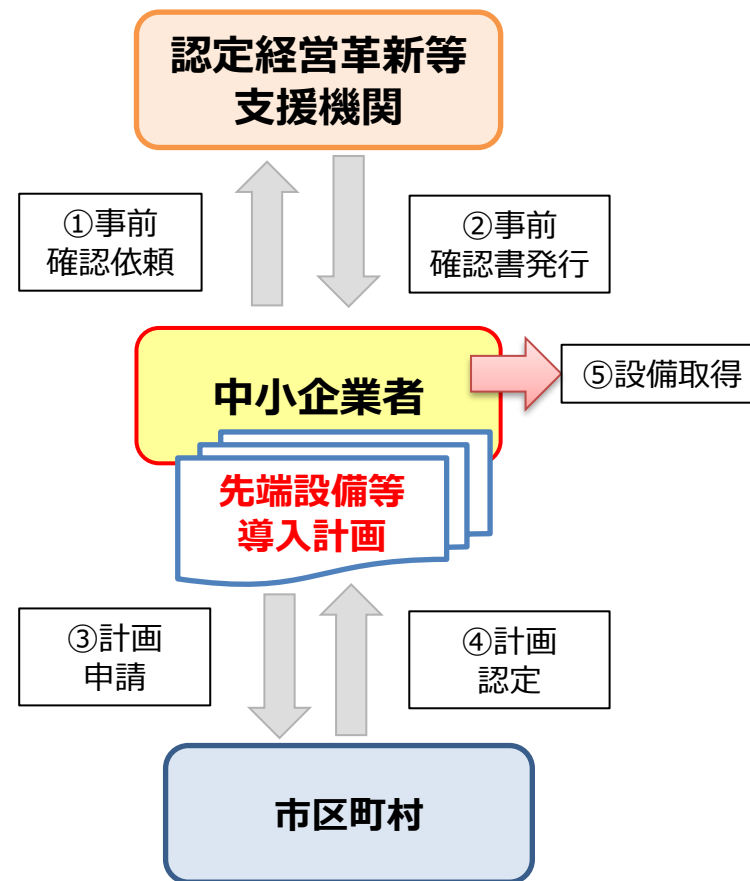 認定経営革新等
支援機関
①事前
確認依頼
②事前
確認書発行
中小企業者
⑤設備取得
先端設備等
導入計画
③計画
申請
④計画
認定
市区町村